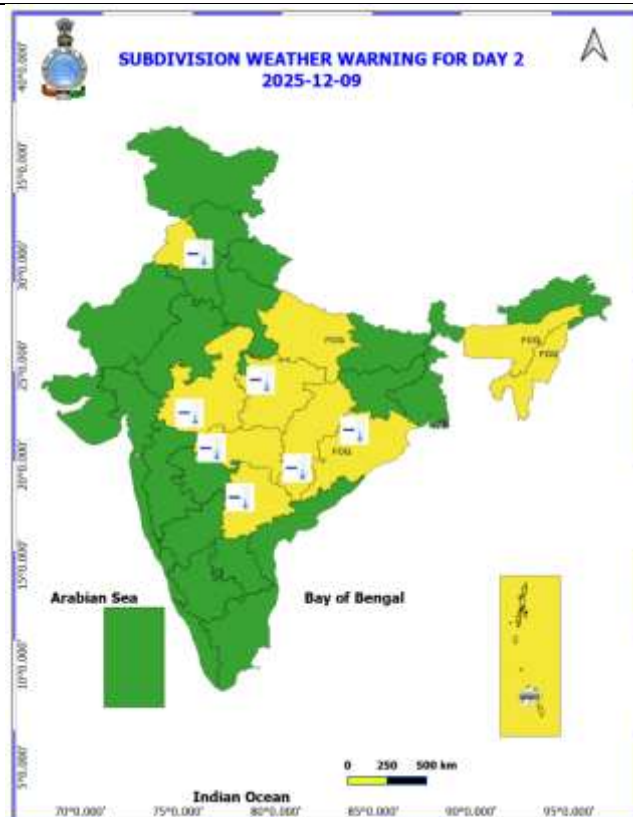 SUBDIVISION WEATHER WARNING FOR DAY 2
2025-12-09
40°0.000'
35°0.000'
30°0.000'
25°0.000'
20°0.000'
15°0.000'
10°0.000'
5°0.000'
FOG
FOG
FOG
FOG
Arabian Sea
Bay of Bengal
0 250 500 km
Indian Ocean
70°0.000' 75°0.000' 80°0.000' 85°0.000' 90°0.000' 95°0.000'